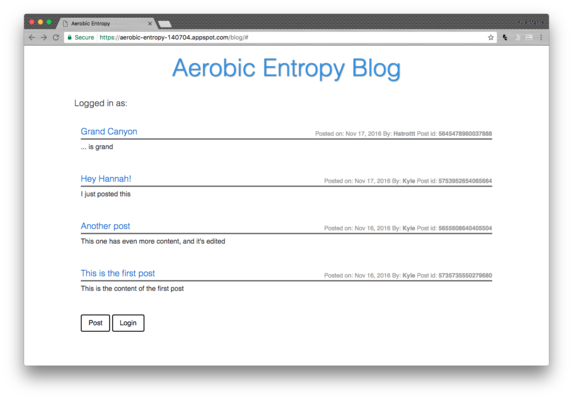 Aerobic Entropy
Secure https://aerobic-entropy-140704.appspot.com/blog/#
Aerobic Entropy Blog
Logged in as:
Grand Canyon
Posted on: Nov 17, 2016 By: Hstrottl Post id: 5645478960037888
... is grand
Hey Hannah!
Posted on: Nov 17, 2016 By: Kyle Post id: 5753952654065664
I just posted this
Another post
Posted on: Nov 16, 2016 By: Kyle Post id: 5655608640405504
This one has even more content, and it's edited
This is the first post
Posted on: Nov 16, 2016 By: Kyle Post id: 5735735550279680
This is the content of the first post
Post Login